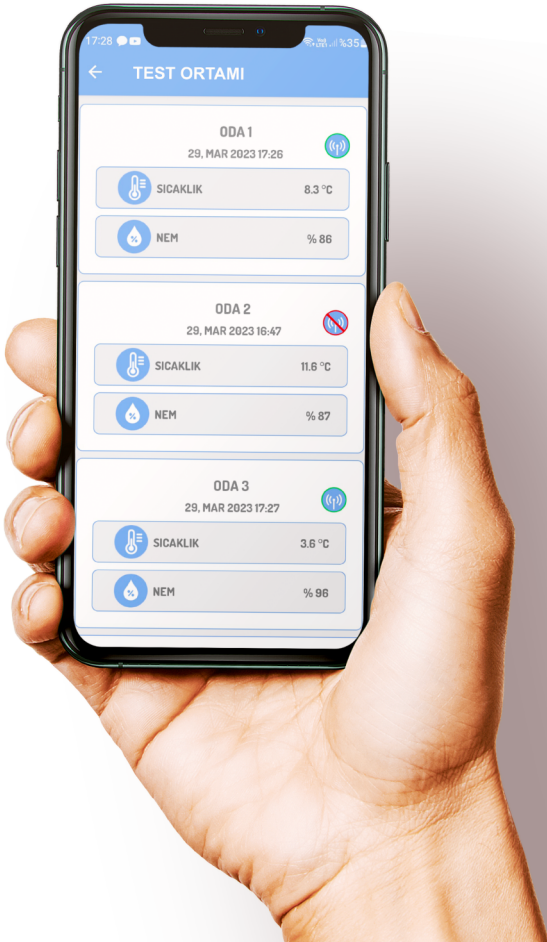 17:28 %35
TEST ORTAMI
ODA 1
29, MAR 2023 17:26
SICAKLIK 8.3 °C
% NEM % 86
ODA 2
29, MAR 2023 16:47
SICAKLIK 11.6 °C
% NEM % 87
ODA 3
29, MAR 2023 17:27
SICAKLIK 3.6 °C
% NEM % 96